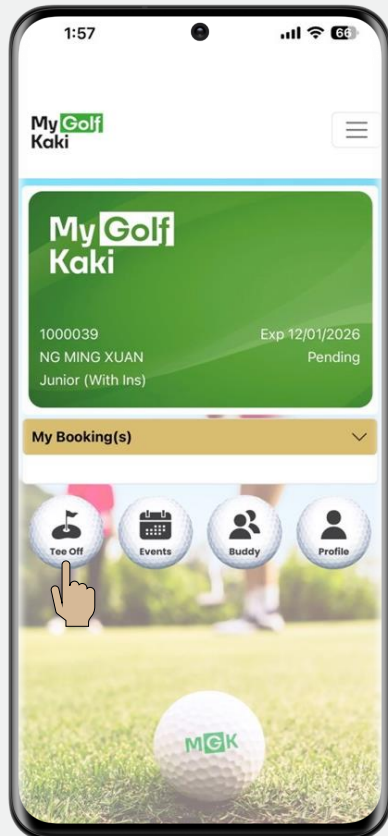 1:57
66
My Golf
Kaki
My Golf
Kaki
1000039
Exp 12/01/2026
NG MING XUAN
Pending
Junior (With Ins)
My Booking(s)
Tee Off
Events
Buddy
Profile
MGK